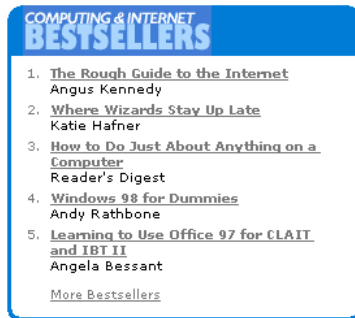 COMPUTING & INTERNET
BESTSELLERS
1. The Rough Guide to the Internet
Angus Kennedy
2. Where Wizards Stay Up Late
Katie Hafner
3. How to Do Just About Anything on a
Computer
Reader's Digest
4. Windows 98 for Dummies
Andy Rathbone
5. Learning to Use Office 97 for CLAIT
and IBT II
Angela Bessant
More Bestsellers